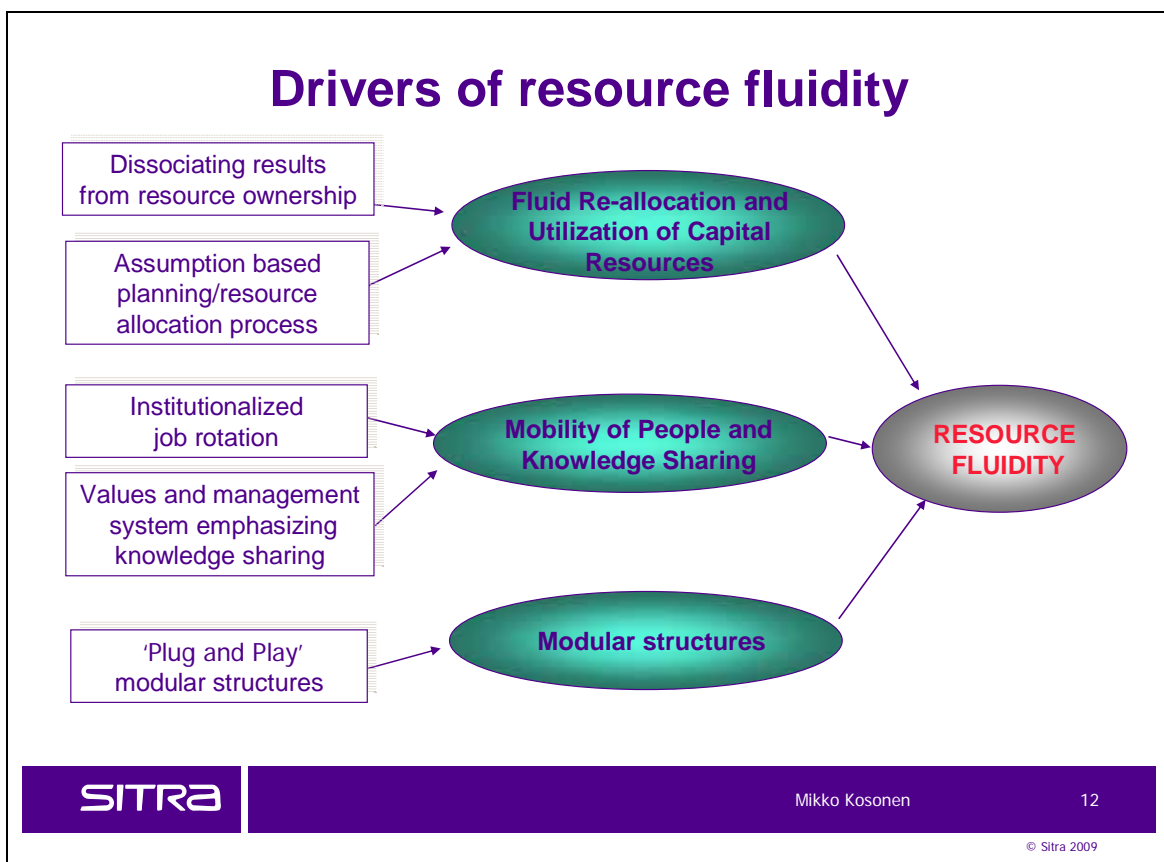 Drivers of resource fluidity
Dissociating results
from resource ownership
Assumption based
planning/resource
allocation process
Institutionalized
job rotation
Values and management
system emphasizing
knowledge sharing
‘Plug and Play’
modular structures
Fluid Re-allocation and
Utilization of Capital
Resources
Mobility of People and
Knowledge Sharing
Modular structures
RESOURCE
FLUIDITY
SITRA
Mikko Kosonen
12
© Sitra 2009